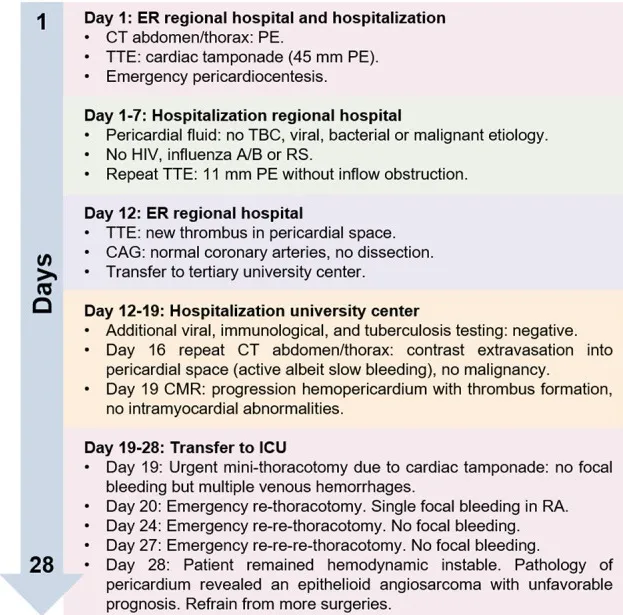 1
Day 1: ER regional hospital and hospitalization
• CT abdomen/thorax: PE.
• TTE: cardiac tamponade (45 mm PE).
• Emergency pericardiocentesis.
Day 1-7: Hospitalization regional hospital
• Pericardial fluid: no TBC, viral, bacterial or malignant etiology.
• No HIV, influenza A/B or RS.
• Repeat TTE: 11 mm PE without inflow obstruction.
Day 12: ER regional hospital
• TTE: new thrombus in pericardial space.
• CAG: normal coronary arteries, no dissection.
• Transfer to tertiary university center.
Days
Day 12-19: Hospitalization university center
• Additional viral, immunological, and tuberculosis testing: negative.
• Day 16 repeat CT abdomen/thorax: contrast extravasation into
pericardial space (active albeit slow bleeding), no malignancy.
• Day 19 CMR: progression hemopericardium with thrombus formation,
no intramyocardial abnormalities.
Day 19-28: Transfer to ICU
• Day 19: Urgent mini-thoracotomy due to cardiac tamponade: no focal
bleeding but multiple venous hemorrhages.
• Day 20: Emergency re-thoracotomy. Single focal bleeding in RA.
• Day 24: Emergency re-re-thoracotomy. No focal bleeding.
• Day 27: Emergency re-re-re-thoracotomy. No focal bleeding.
28
• Day 28: Patient remained hemodynamic instable. Pathology of
pericardium revealed an epithelioid angiosarcoma with unfavorable
prognosis. Refrain from more surgeries.